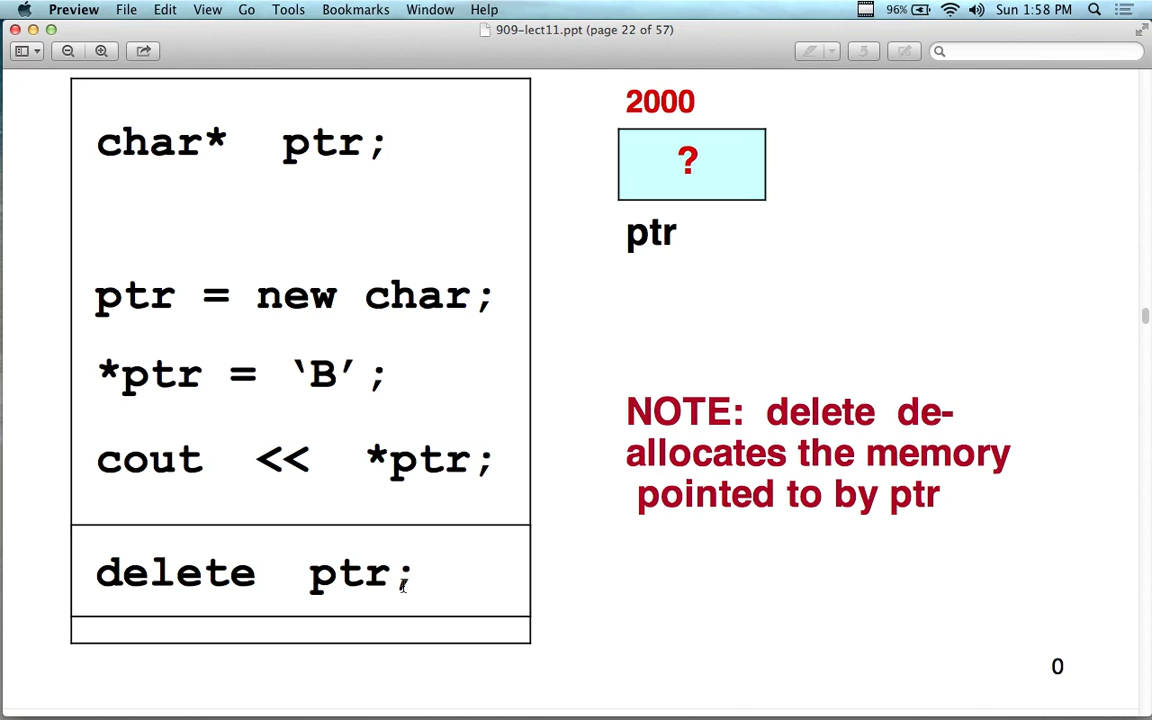 Preview File Edit View Go Tools Bookmarks Window Help 96% Sun 1:58 PM
909-lect11.ppt (page 22 of 57)
char* ptr;
ptr = new char;
*ptr = ‘B’;
cout << *ptr;
delete ptr;
2000
?
ptr
NOTE: delete de-
allocates the memory
pointed to by ptr
0